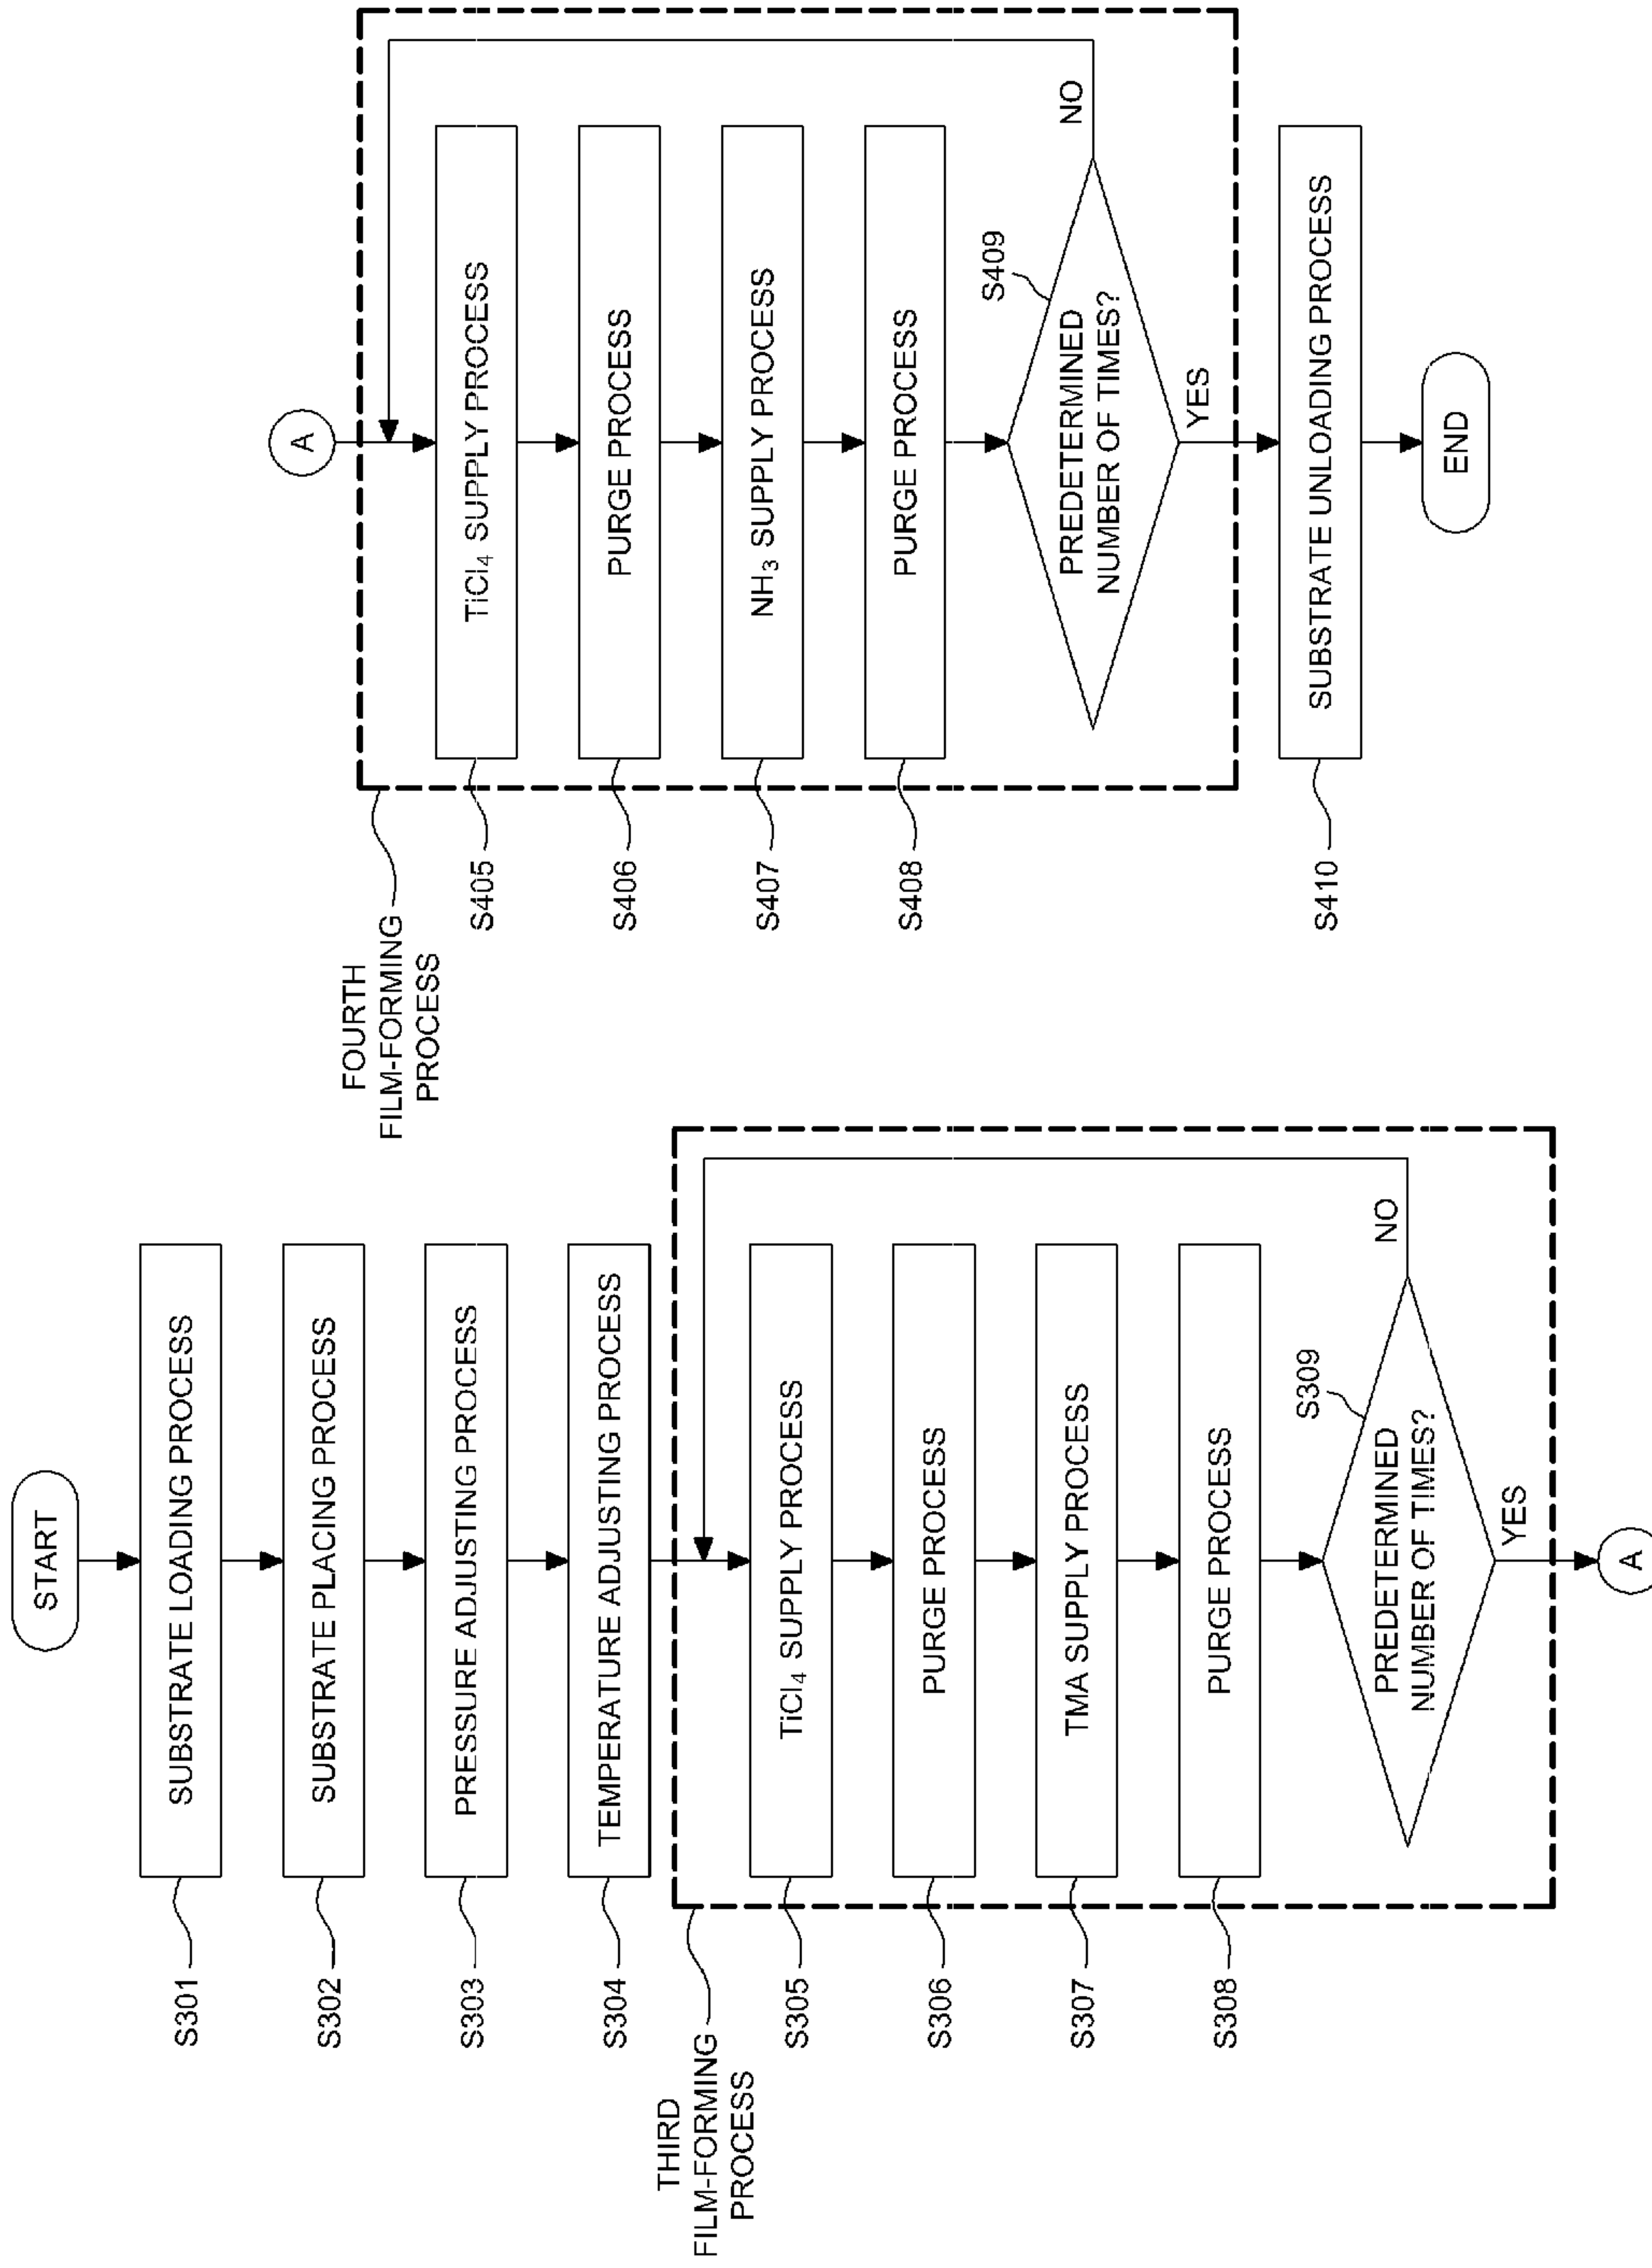 START
S301
SUBSTRATE LOADING PROCESS
S302
SUBSTRATE PLACING PROCESS
S303
PRESSURE ADJUSTING PROCESS
S304
TEMPERATURE ADJUSTING PROCESS
THIRD
FILM-FORMING
PROCESS
S305
TiCl₄ SUPPLY PROCESS
S306
PURGE PROCESS
S307
TMA SUPPLY PROCESS
S308
PURGE PROCESS
S309
PREDETERMINED
NUMBER OF TIMES?
NO
YES
A
A
FOURTH
FILM-FORMING
PROCESS
S405
TiCl₄ SUPPLY PROCESS
S406
PURGE PROCESS
S407
NH₃ SUPPLY PROCESS
S408
PURGE PROCESS
S409
PREDETERMINED
NUMBER OF TIMES?
NO
YES
S410
SUBSTRATE UNLOADING PROCESS
END